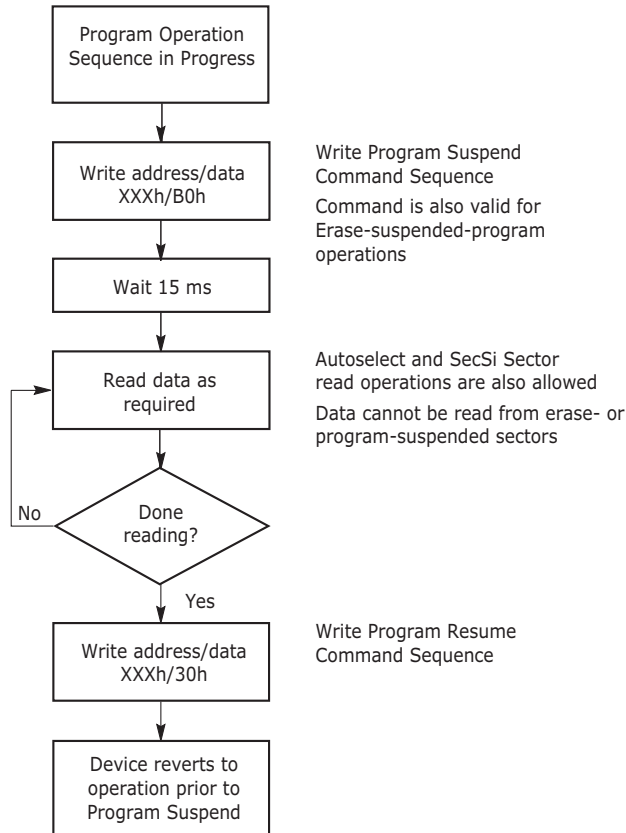 Program Operation
Sequence in Progress
Write address/data
XXXh/B0h
Write Program Suspend
Command Sequence
Command is also valid for
Erase-suspended-program
operations
Wait 15 ms
Read data as
required
Autoselect and SecSi Sector
read operations are also allowed
Data cannot be read from erase- or
program-suspended sectors
Done
reading?
No
Yes
Write address/data
XXXh/30h
Write Program Resume
Command Sequence
Device reverts to
operation prior to
Program Suspend